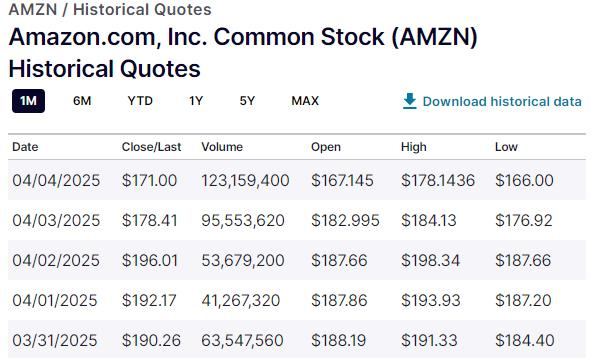 AMZN / Historical Quotes
Amazon.com, Inc. Common Stock (AMZN)
Historical Quotes
1M 6M YTD 1Y 5Y MAX Download historical data
Date Close/Last Volume Open High Low
04/04/2025 $171.00 123,159,400 $167.145 $178.1436 $166.00
04/03/2025 $178.41 95,553,620 $182.995 $184.13 $176.92
04/02/2025 $196.01 53,679,200 $187.66 $198.34 $187.66
04/01/2025 $192.17 41,267,320 $187.86 $193.93 $187.20
03/31/2025 $190.26 63,547,560 $188.19 $191.33 $184.40